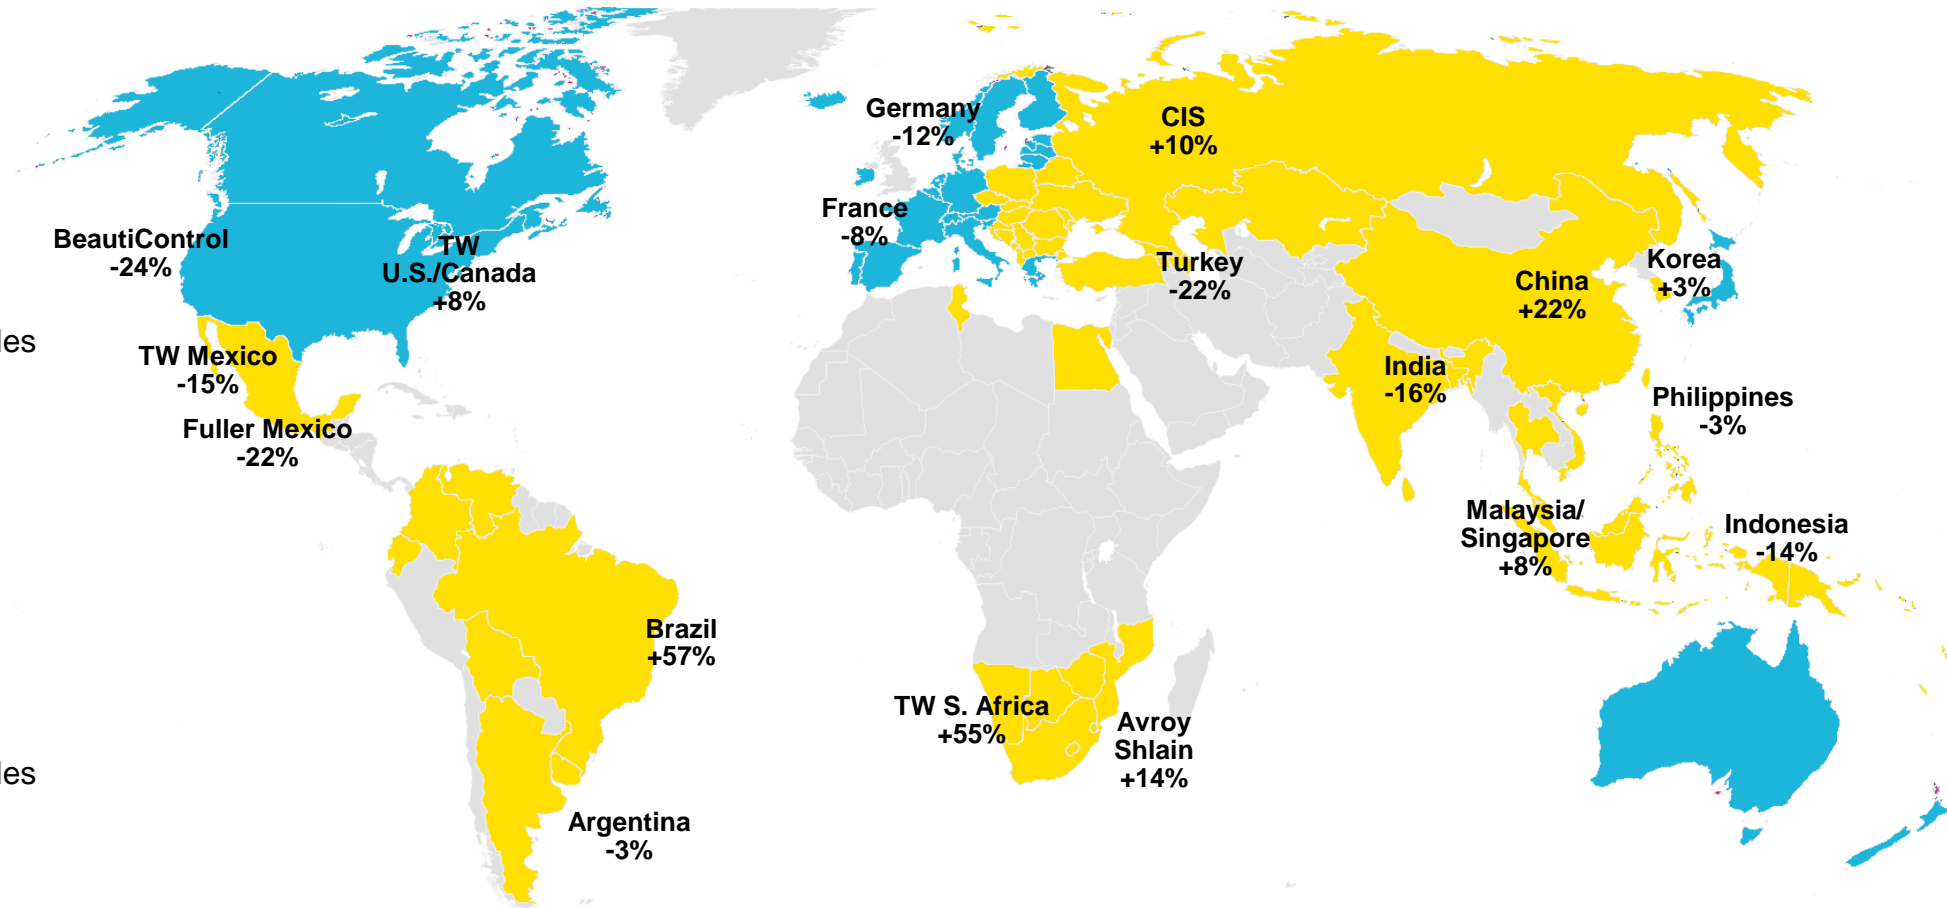 Germany
-12%
CIS
+10%
France
-8%
BeautiControl
-24%
TW
U.S./Canada
+8%
Turkey
-22%
Korea
+3%
China
+22%
les
TW Mexico
-15%
India
-16%
Philippines
-3%
Fuller Mexico
-22%
Malaysia/
Singapore
+8%
Indonesia
-14%
Brazil
+57%
TW S. Africa
+55%
Avroy
Shlain
+14%
les
Argentina
-3%